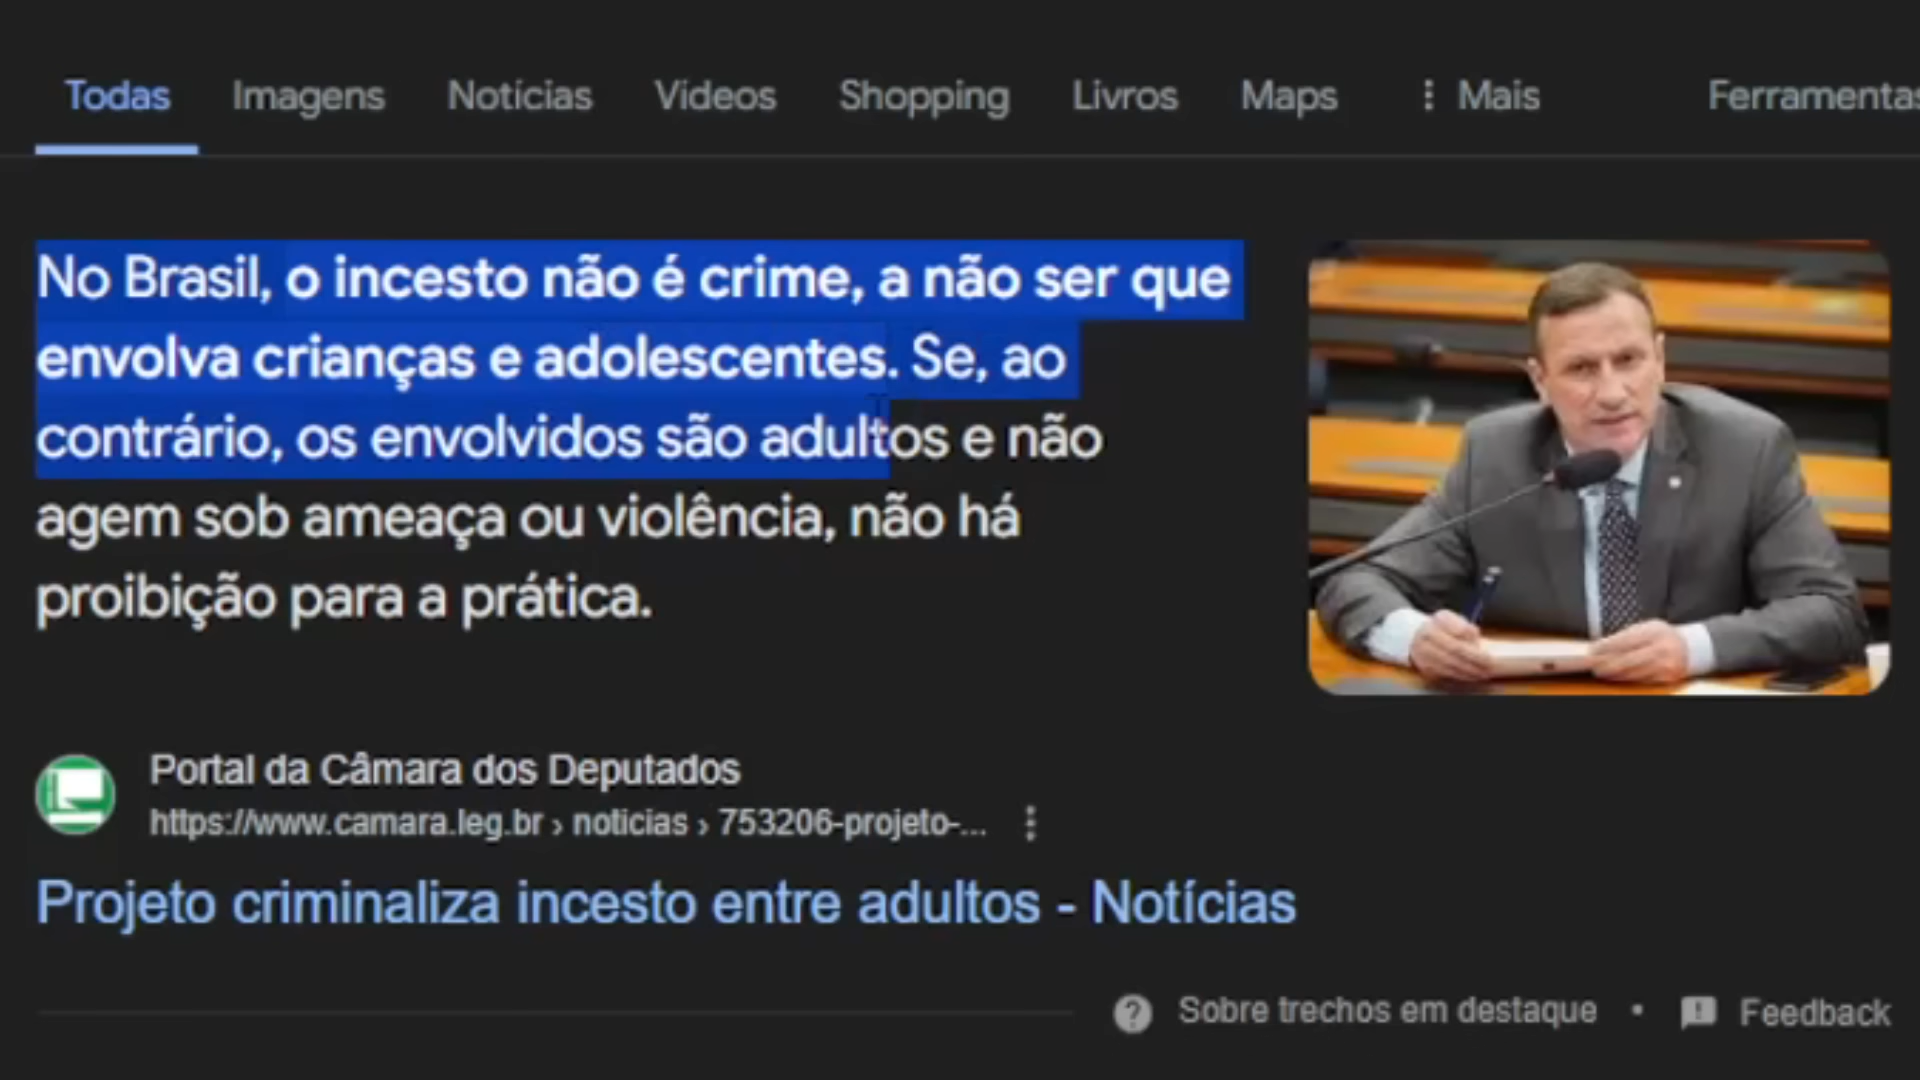 Todas Imagens Notícias Vídeos Shopping Livros Maps Mais Ferramentas
No Brasil, o incesto não é crime, a não ser que
envolva crianças e adolescentes. Se, ao
contrário, os envolvidos são adultos e não
agem sob ameaça ou violência, não há
proibição para a prática.
Portal da Câmara dos Deputados
https://www.camara.leg.br › noticias › 753206-projeto-...
Projeto criminaliza incesto entre adultos - Notícias
Sobre trechos em destaque • Feedback